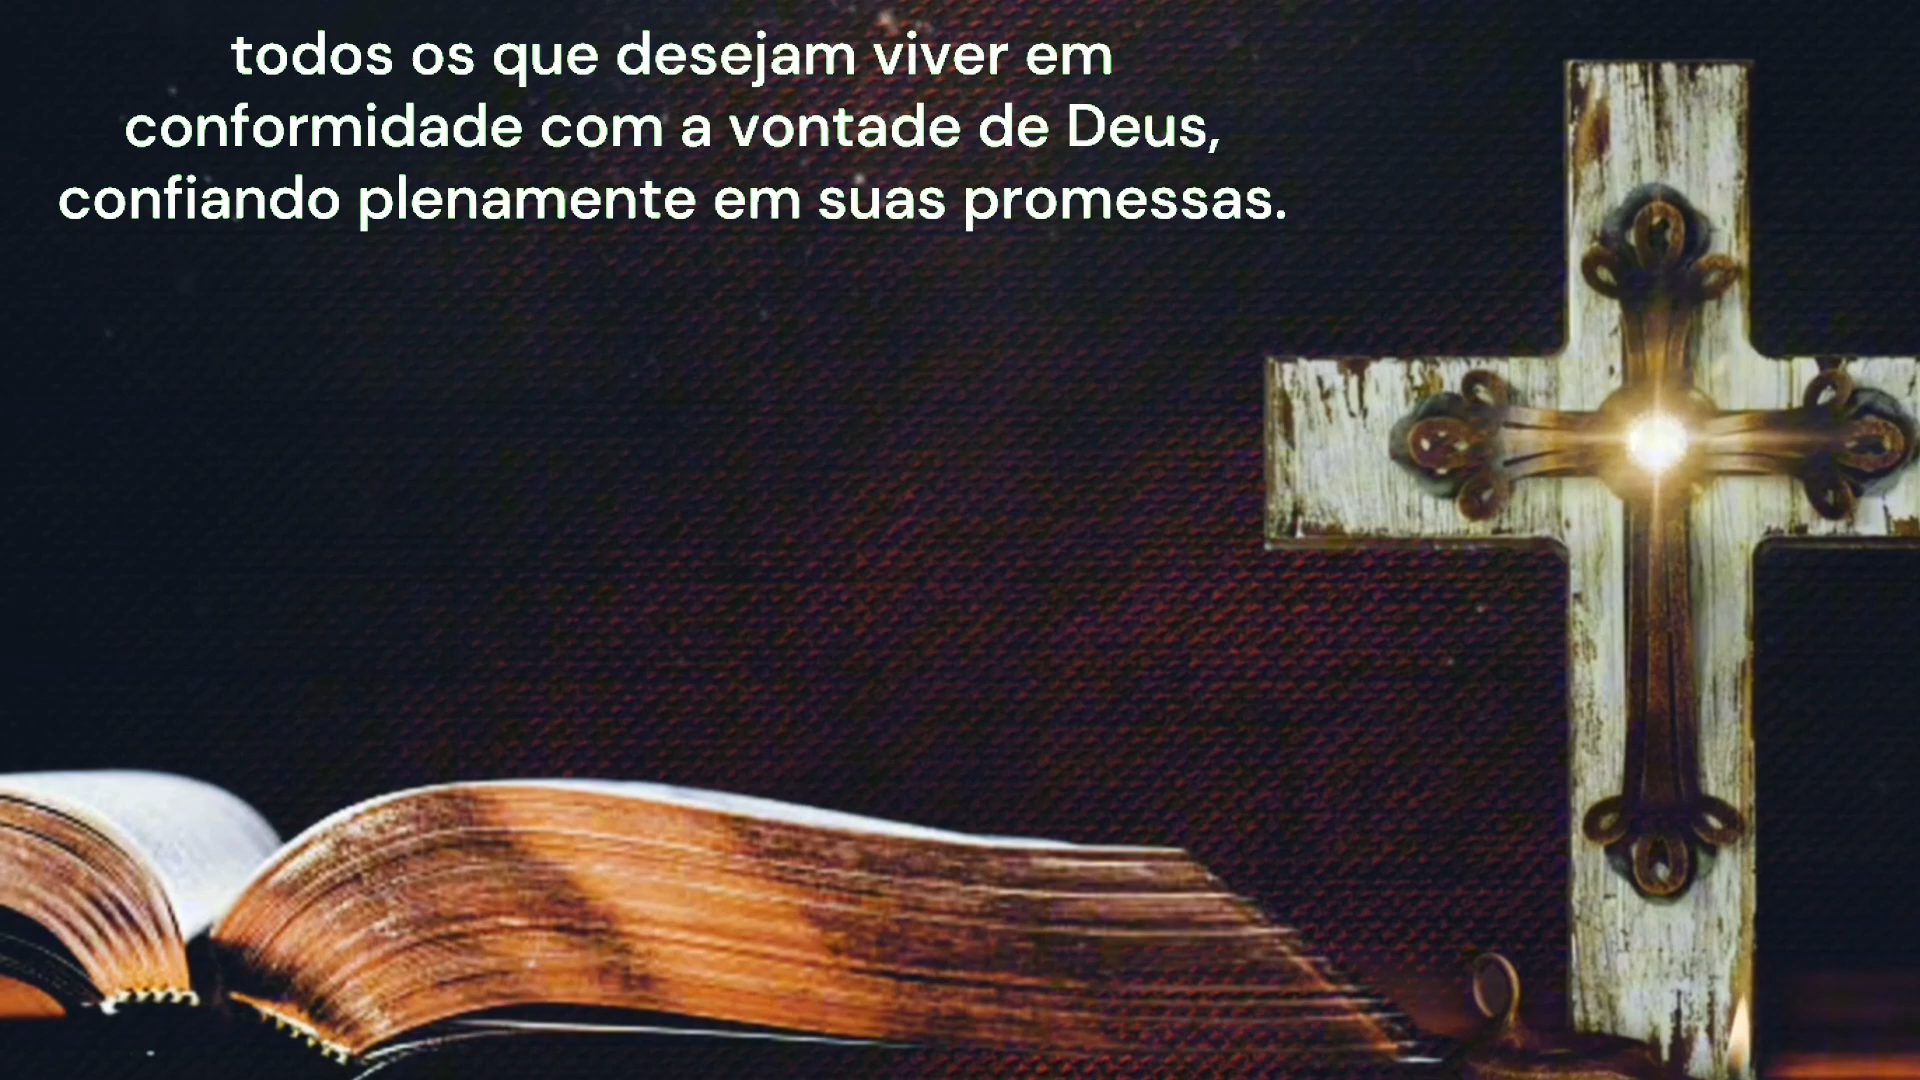 todos os que desejam viver em
conformidade com a vontade de Deus,
confiando plenamente em suas promessas.